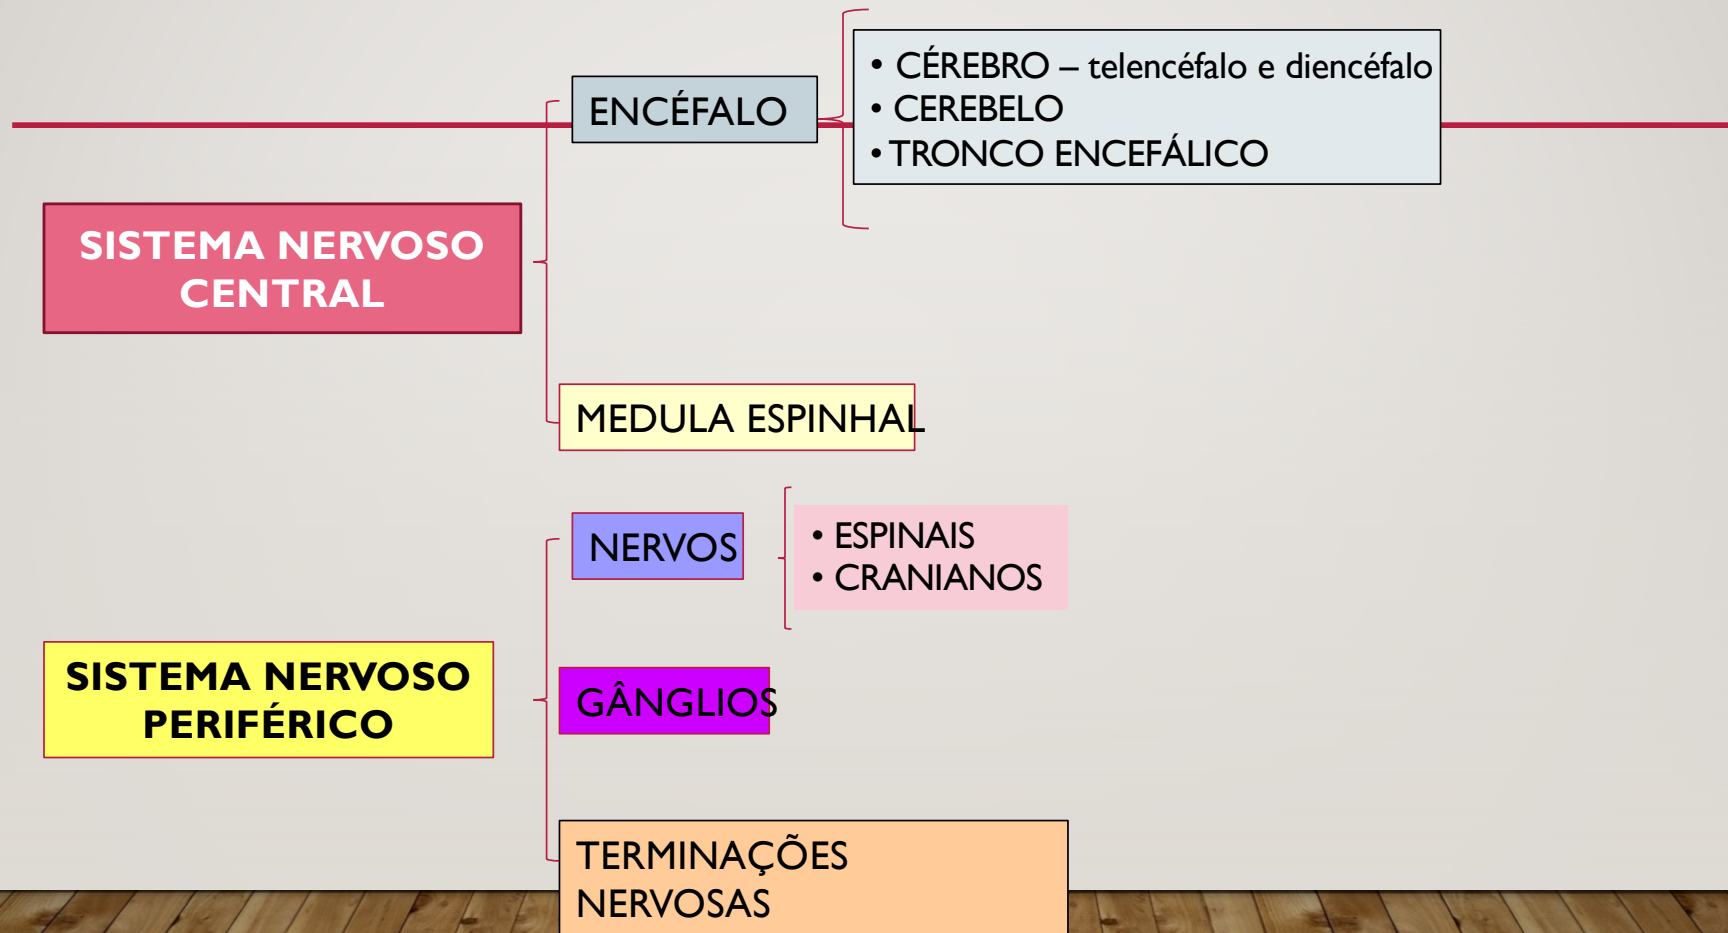 • CÉREBRO – telencéfalo e diencéfalo
• CEREBELO
• TRONCO ENCEFÁLICO
ENCÉFALO
SISTEMA NERVOSO
CENTRAL
MEDULA ESPINHAL
NERVOS
• ESPINAIS
• CRANIANOS
SISTEMA NERVOSO
PERIFÉRICO
GÂNGLIOS
TERMINAÇÕES
NERVOSAS